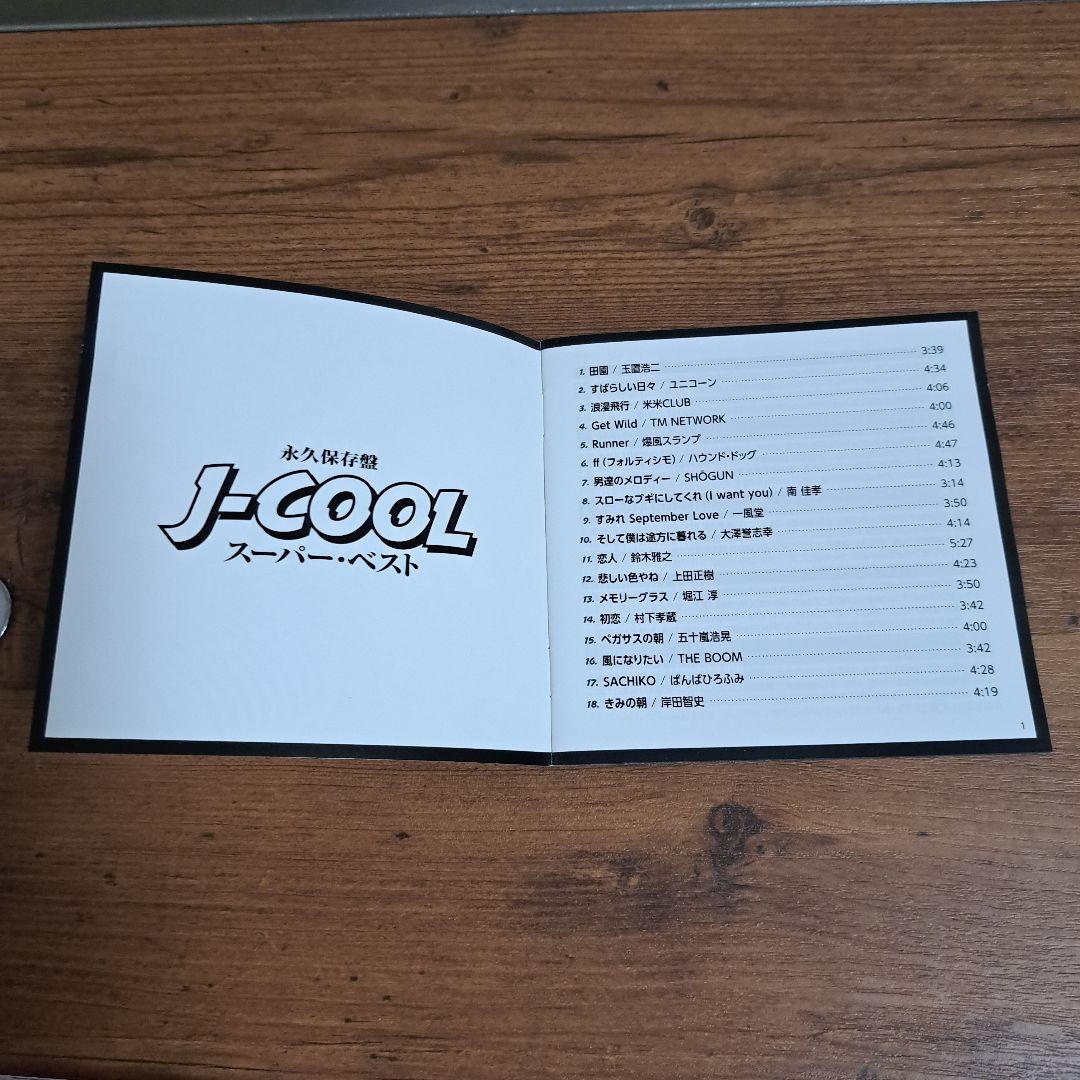 永久保存盤
J-COOL
スーパー・ベスト
1. 田園 / 玉置浩二 3:39
2. すばらしい日々 / ユニコーン 4:34
3. 浪漫飛行 / 米米CLUB 4:06
4. Get Wild / TM NETWORK 4:00
5. Runner / 爆風スランプ 4:46
6. ff (フォルティシモ) / ハウンド・ドッグ 4:47
7. 男達のメロディー / SHŌGUN 4:13
8. スローなブギにしてくれ (I want you) / 南 佳孝 3:14
9. すみれ September Love / 一風堂 3:50
10. そして僕は途方に暮れる / 大澤誉志幸 4:14
11. 恋人 / 鈴木雅之 5:27
12. 悲しい色やね / 上田正樹 4:23
13. メモリーグラス / 堀江 淳 3:50
14. 初恋 / 村下孝蔵 3:42
15. ペガサスの朝 / 五十嵐浩晃 4:00
16. 風になりたい / THE BOOM 3:42
17. SACHIKO / ばんばひろふみ 4:28
18. きみの朝 / 岸田智史 4:19
1